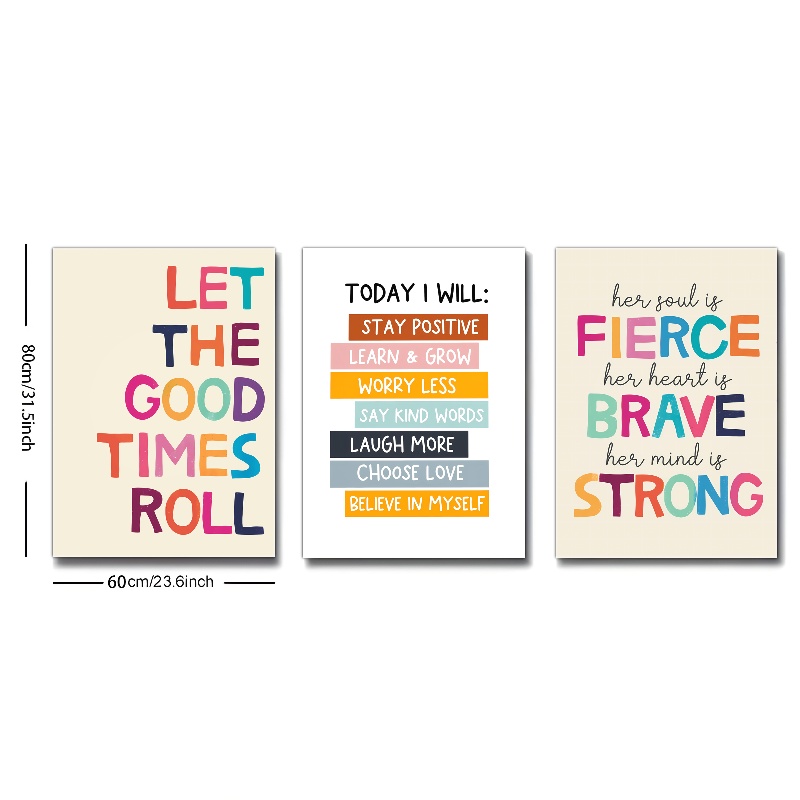 80cm/31.5inch
LET
THE
GOOD
TIMES
ROLL
60cm/23.6inch
TODAY I WILL:
STAY POSITIVE
LEARN & GROW
WORRY LESS
SAY KIND WORDS
LAUGH MORE
CHOOSE LOVE
BELIEVE IN MYSELF
her soul is
FIERCE
her heart is
BRAVE
her mind is
STRONG